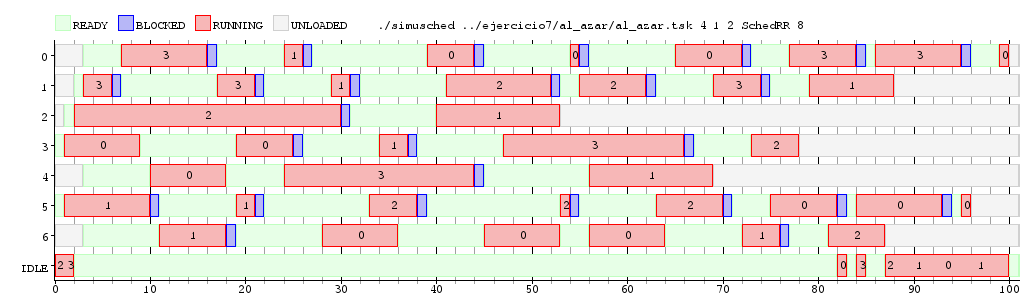 READY BLOCKED RUNNING UNLOADED ./simusched ../ejercicio7/al_azar/al_azar.tsk 4 1 2 SchedRR 8
0 3 1 0 0 0 3 3 0
1 3 3 1 2 2 3 1
2 2 1
3 0 0 1 3 2
4 0 3 1
5 1 1 2 2 2 0 0 0
6 1 0 0 0 1 2
IDLE 2 3 0 3 2 1 0 1
0 10 20 30 40 50 60 70 80 90 100